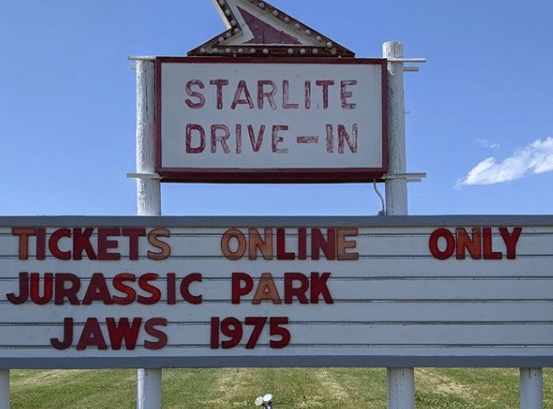 STARLITE
DRIVE-IN
TICKETS ONLINE ONLY
JURASSIC PARK
JAWS 1975